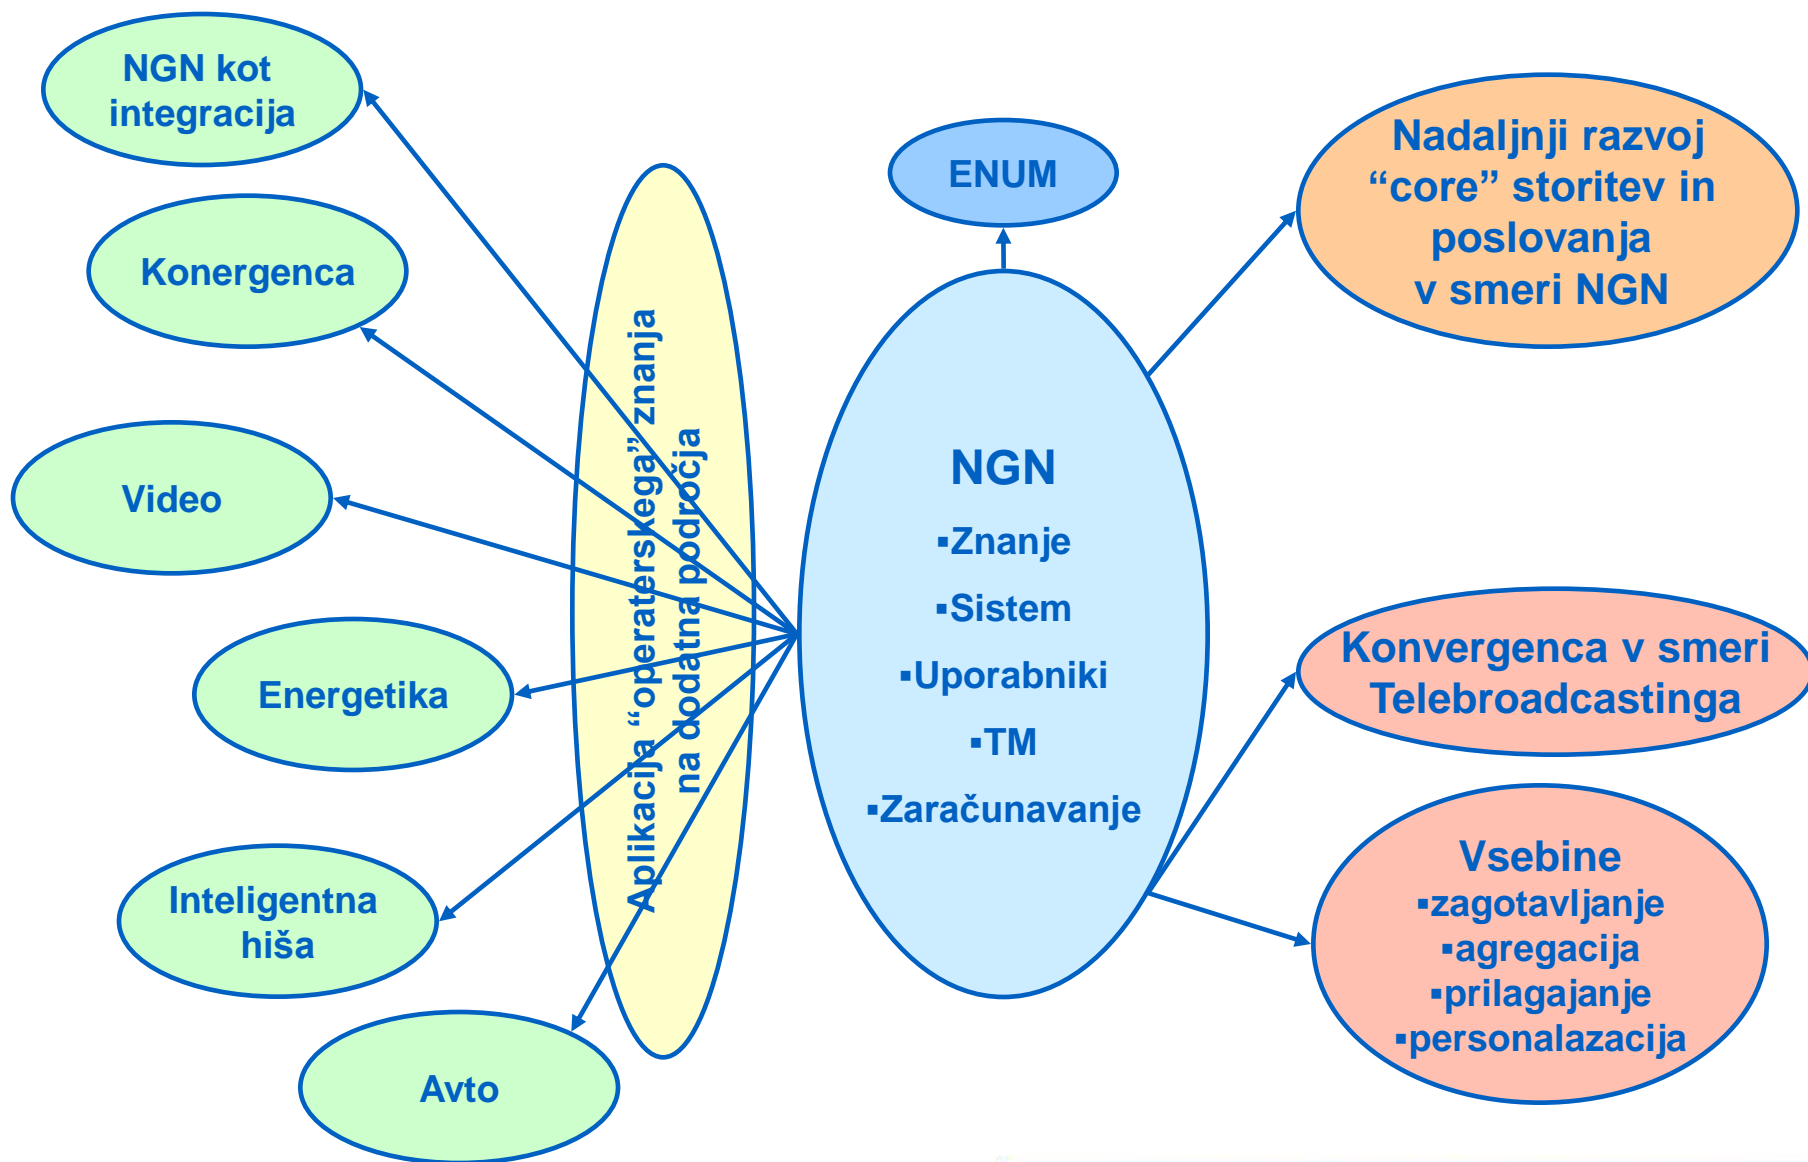 NGN kot
integracija
Konergenca
Video
Energetika
Inteligentna
hiša
Avto
Aplikacija “operaterskega” znanja
na dodatna področja
ENUM
NGN
▪Znanje
▪Sistem
▪Uporabniki
▪TM
▪Zaračunavanje
Nadaljnji razvoj
“core” storitev in
poslovanja
v smeri NGN
Konvergenca v smeri
Telebroadcastinga
Vsebine
▪zagotavljanje
▪agregacija
▪prilagajanje
▪personalazacija